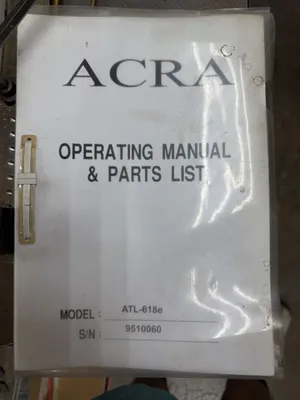 ACRA
OPERATING MANUAL
& PARTS LIST
MODEL : ATL-618e
S/N : 9510060